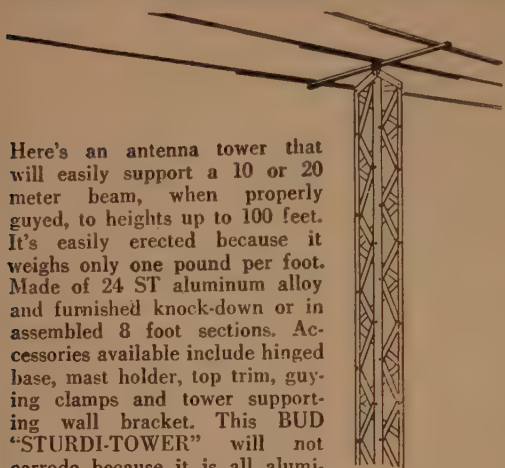 Here's an antenna tower that
will easily support a 10 or 20
meter beam, when properly
guyed, to heights up to 100 feet.
It's easily erected because it
weighs only one pound per foot.
Made of 24 ST aluminum alloy
and furnished knock-down or in
assembled 8 foot sections. Ac-
cessories available include hinged
base, mast holder, top trim, guy-
ing clamps and tower support-
ing wall bracket. This BUD
"STURDI-TOWER" will not
corrode because it is all alumi-